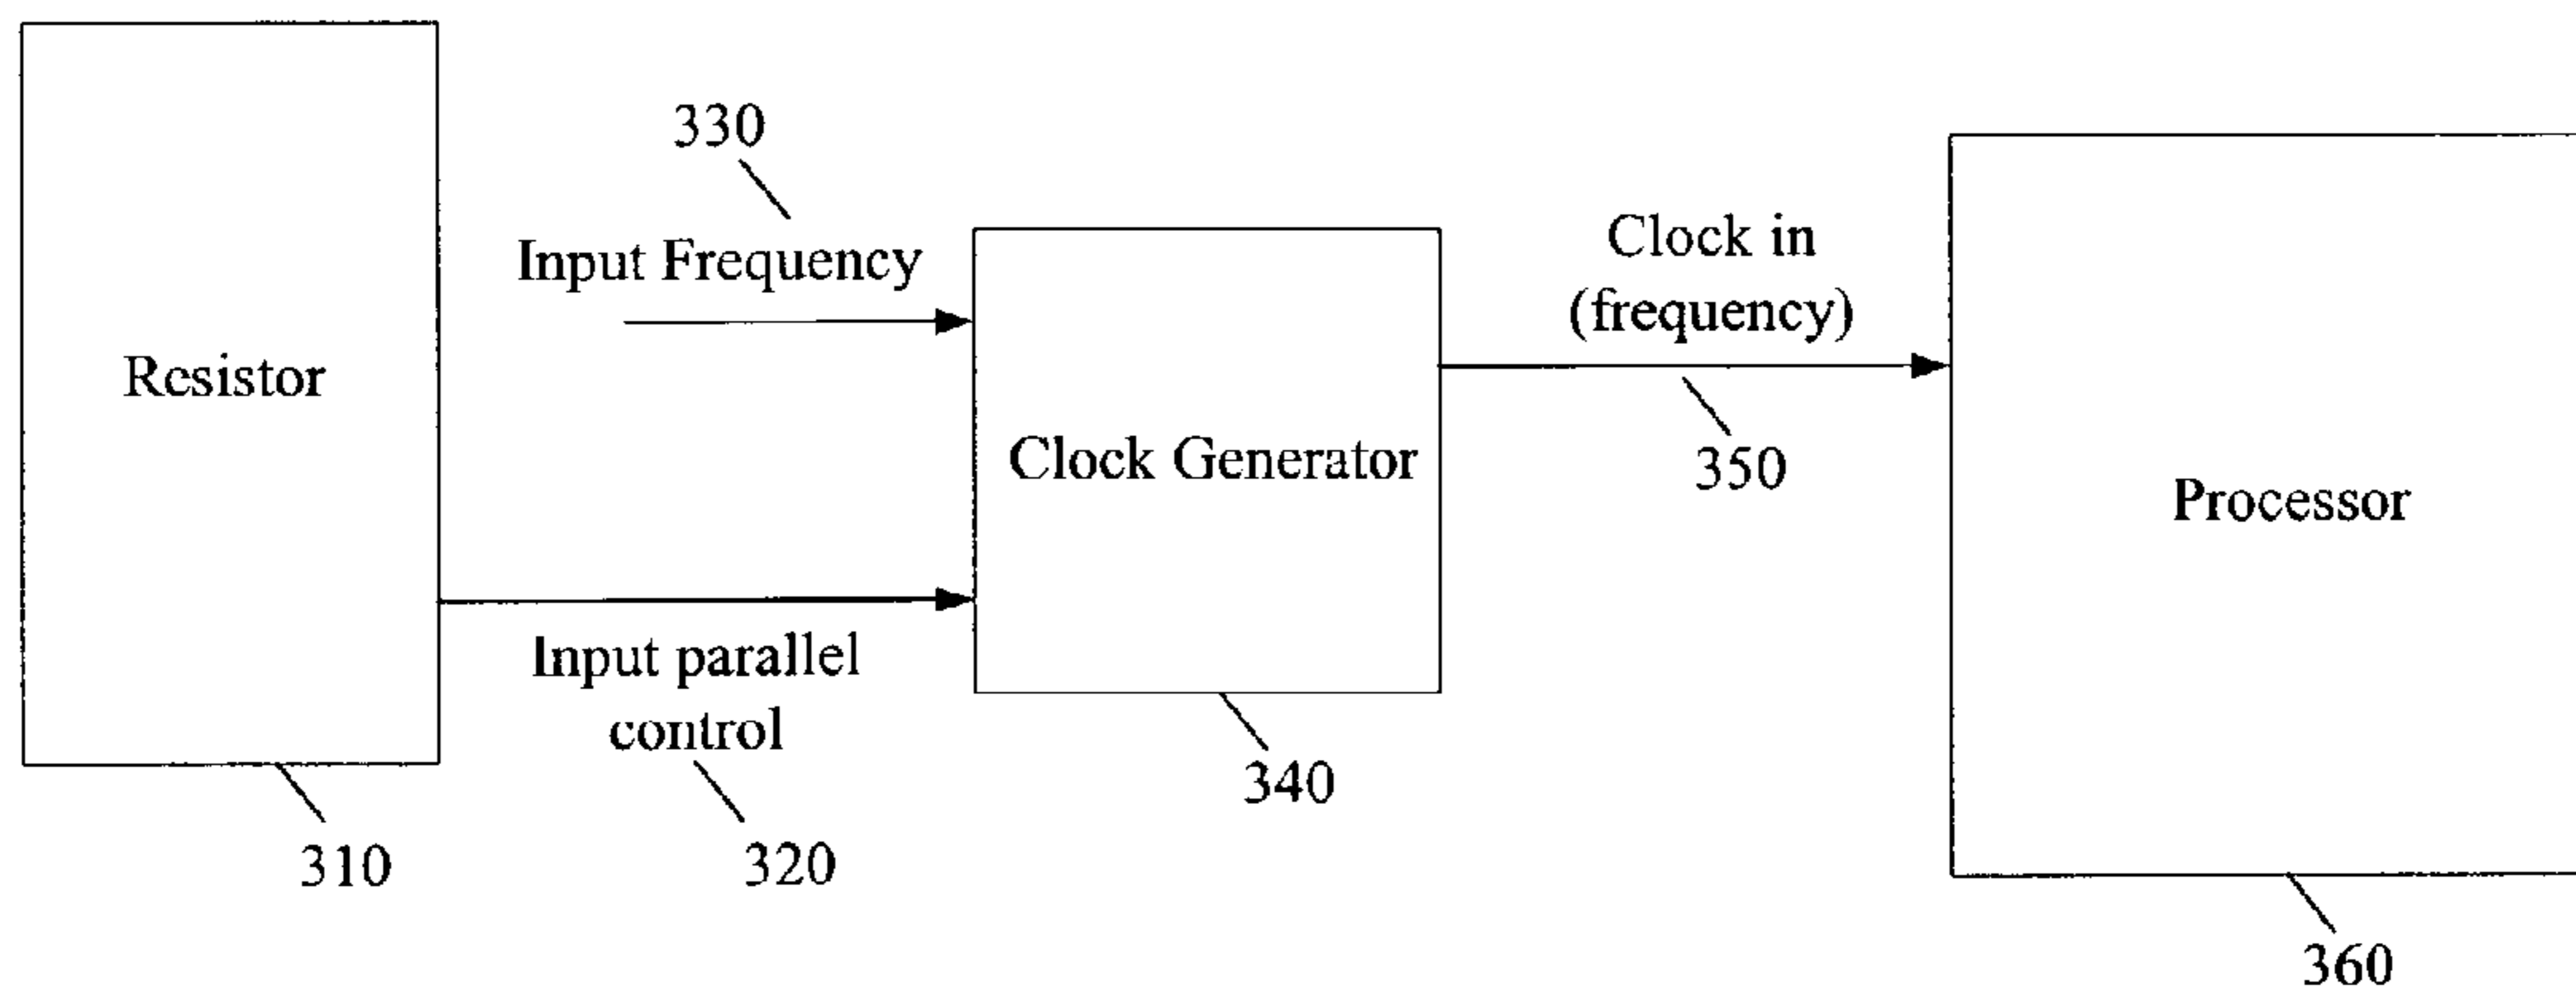 330
Input Frequency
Clock in
(frequency)
Resistor
Clock Generator
350
Processor
Input parallel
control
340
310
320
360